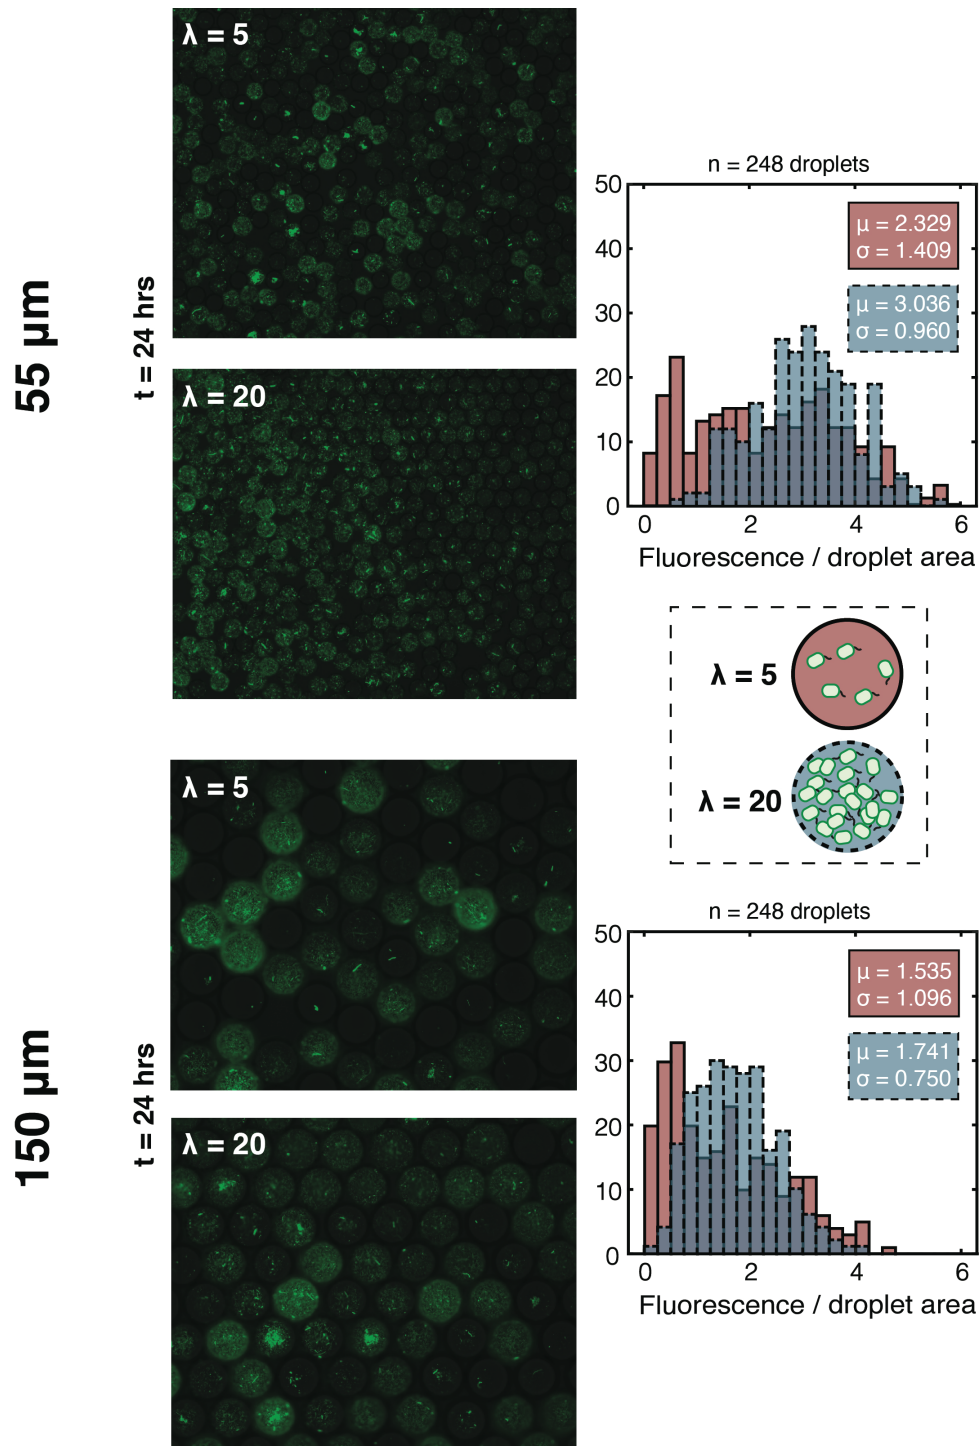 55 µm
t = 24 hrs
λ = 5
λ = 20
n = 248 droplets
50
40
30
20
10
0
µ = 2.329
σ = 1.409
µ = 3.036
σ = 0.960
0 2 4 6
Fluorescence / droplet area
λ = 5
λ = 20
150 µm
t = 24 hrs
λ = 5
λ = 20
n = 248 droplets
50
40
30
20
10
0
µ = 1.535
σ = 1.096
µ = 1.741
σ = 0.750
0 2 4 6
Fluorescence / droplet area